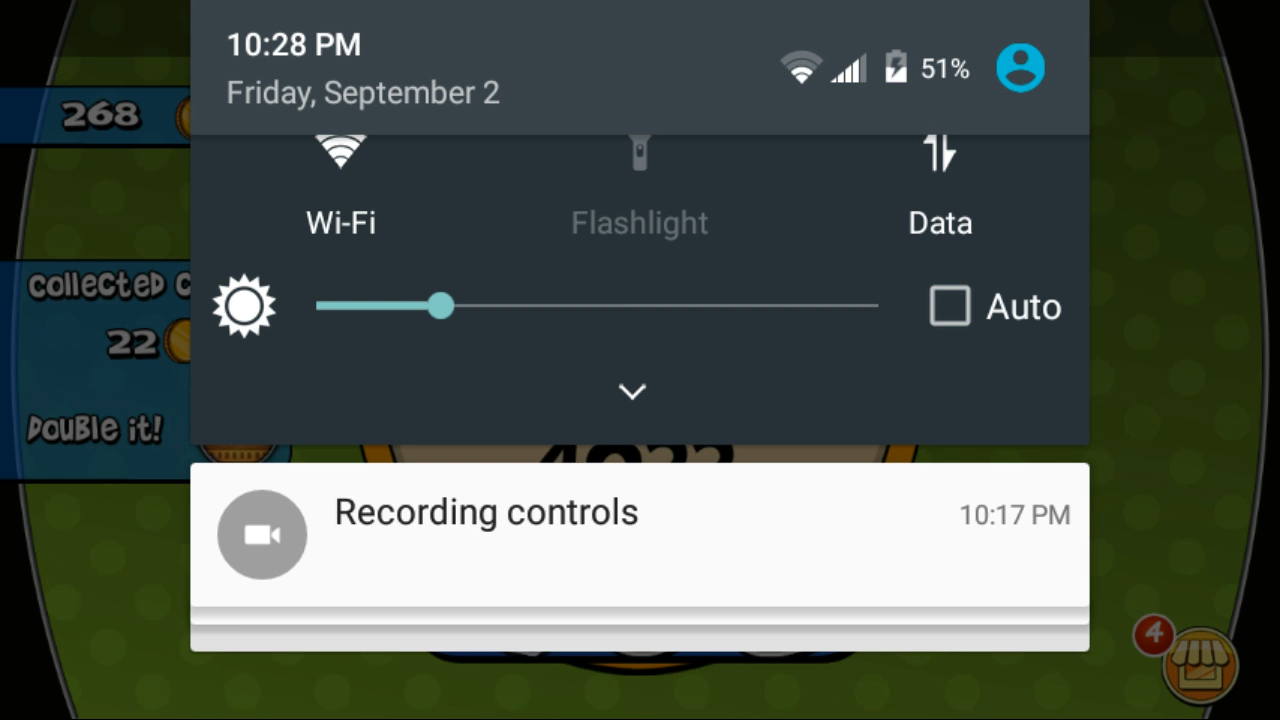 10:28 PM
51%
Friday, September 2
268
Wi-Fi
Flashlight
Data
Collected
22
Auto
Double it!
Recording controls
10:17 PM
4